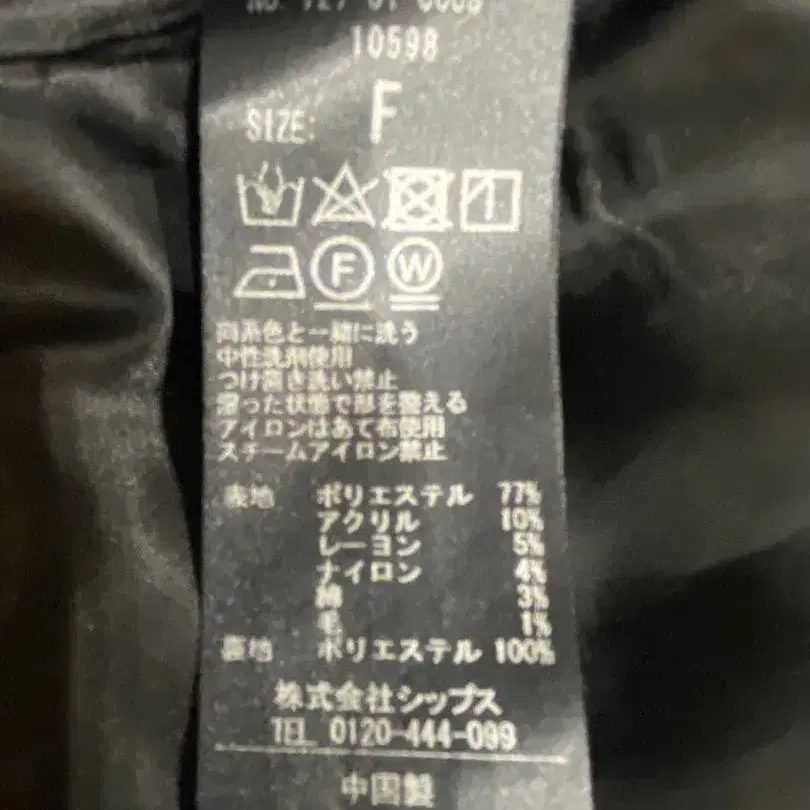 10598
SIZE: F
F W
同系色と一緒に洗う
中性洗剤使用
つけ置き洗い禁止
湿った状態で形を整える
アイロンはあて布使用
スチームアイロン禁止
表地 ポリエステル 77%
アクリル 10%
レーヨン 5%
ナイロン 4%
綿 3%
毛 1%
裏地 ポリエステル 100%
株式会社シップス
TEL 0120-444-099
中国製